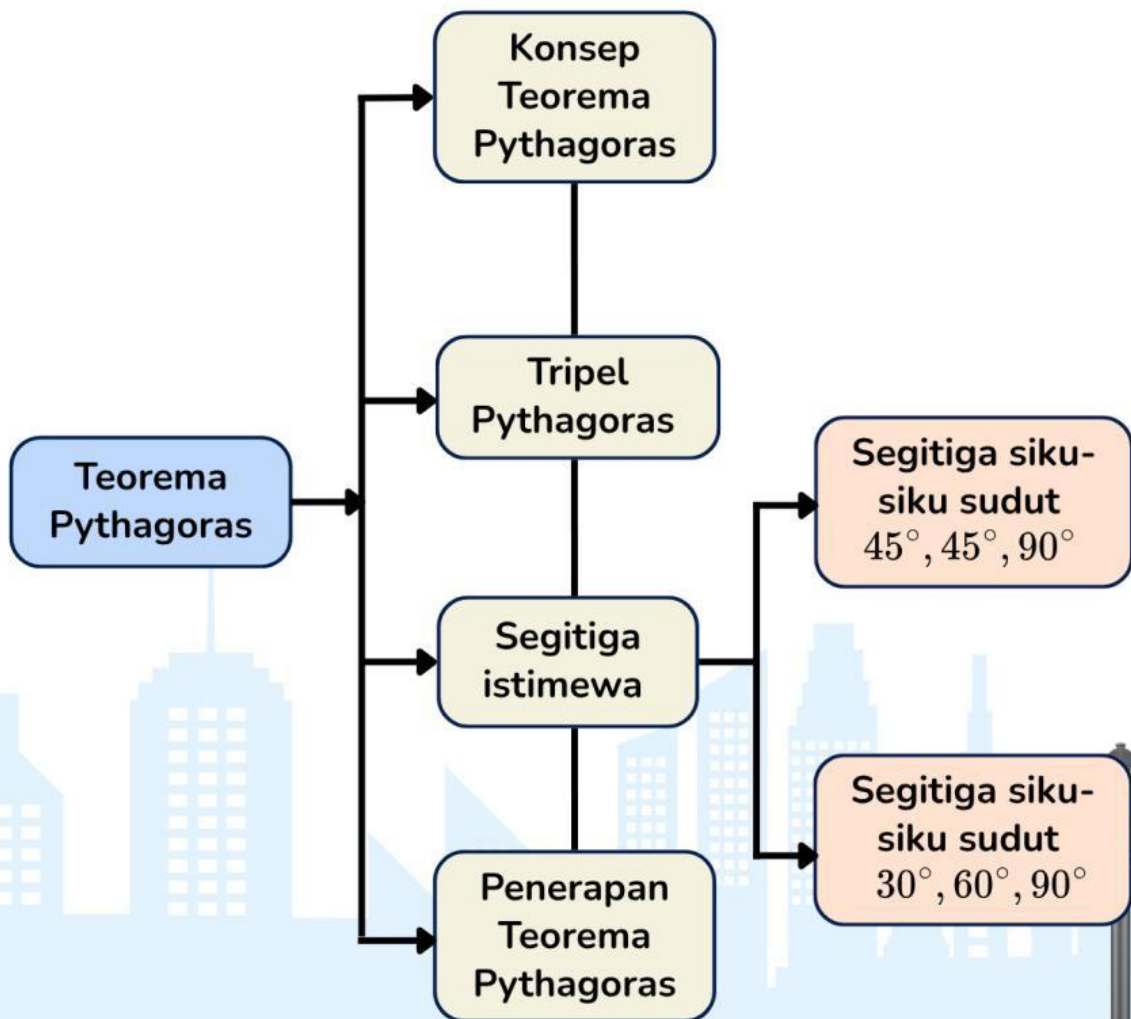 Teorema
Pythagoras
Konsep
Teorema
Pythagoras
Tripel
Pythagoras
Segitiga
istimewa
Penerapan
Teorema
Pythagoras
Segitiga siku-
siku sudut
45°, 45°, 90°
Segitiga siku-
siku sudut
30°, 60°, 90°